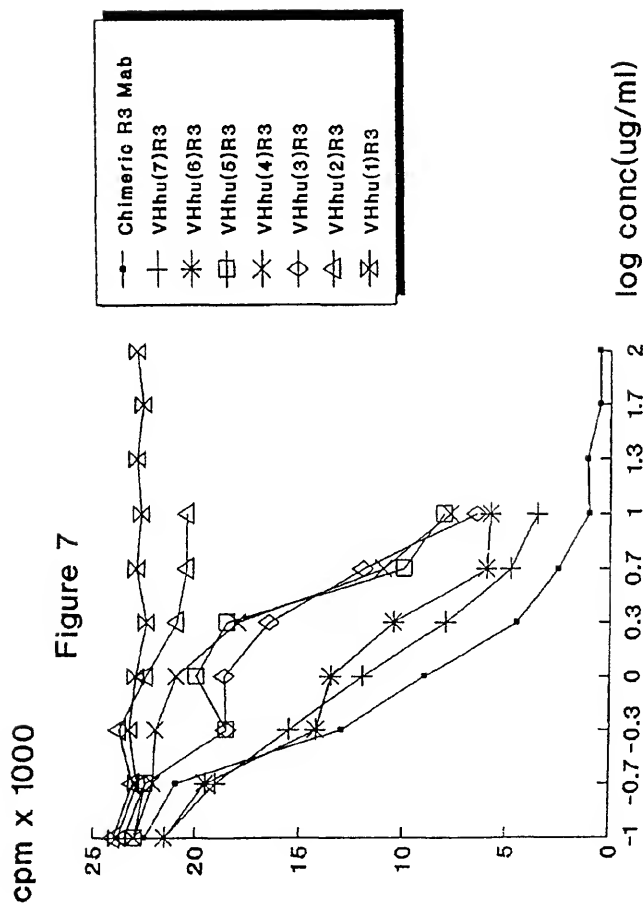 Figure 7
cpm x 1000
25
20
15
10
5
0
-1
-0.7
-0.3
0
0.3
0.7
1
1.3
1.7
2
log conc(ug/ml)
Chimeric R3 Mab
VHhu(7)R3
VHhu(6)R3
VHhu(5)R3
VHhu(4)R3
VHhu(3)R3
VHhu(2)R3
VHhu(1)R3